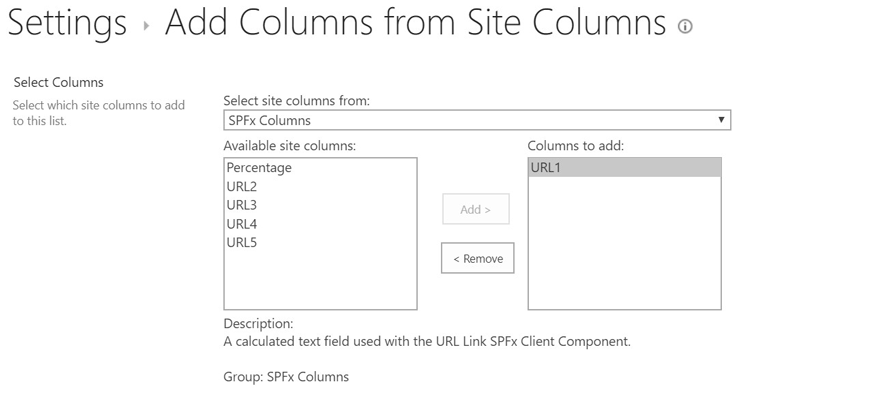 Settings › Add Columns from Site Columns
Select Columns
Select which site columns to add
to this list.
Select site columns from:
SPFx Columns
Available site columns:
Percentage
URL2
URL3
URL4
URL5
Add >
< Remove
Columns to add:
URL1
Description:
A calculated text field used with the URL Link SPFx Client Component.
Group: SPFx Columns